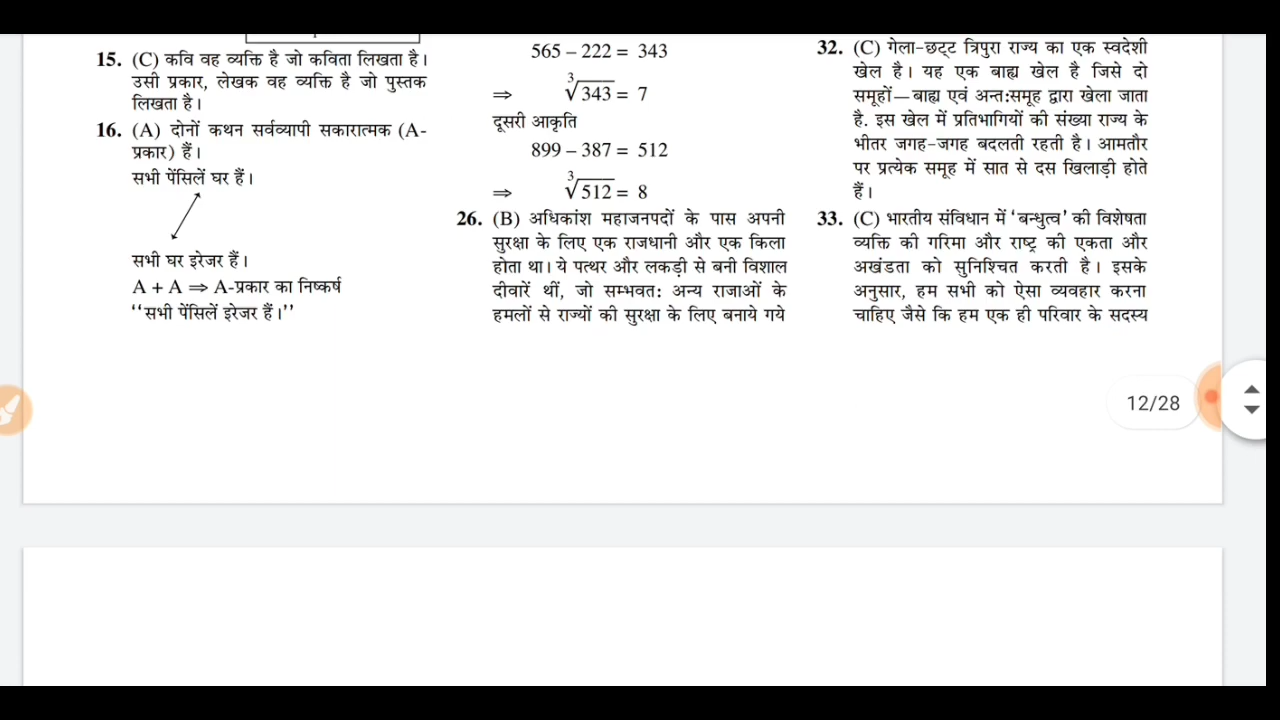 15. (C) कवि वह व्यक्ति है जो कविता लिखता है।
उसी प्रकार, लेखक वह व्यक्ति है जो पुस्तक
लिखता है।
16. (A) दोनों कथन सर्वव्यापी सकारात्मक (A-
प्रकार) हैं।
सभी पेंसिलें घर हैं।
सभी घर इरेजर हैं।
A + A ⇒ A-प्रकार का निष्कर्ष
‘‘सभी पेंसिलें इरेजर हैं।’’
565 – 222 = 343
⇒ ∛343 = 7
दूसरी आकृति
899 – 387 = 512
⇒ ∛512 = 8
26. (B) अधिकांश महाजनपदों के पास अपनी
सुरक्षा के लिए एक राजधानी और एक किला
होता था। ये पत्थर और लकड़ी से बनी विशाल
दीवारें थीं, जो सम्भवत: अन्य राजाओं के
हमलों से राज्यों की सुरक्षा के लिए बनाये गये
32. (C) गेला-छट्ट त्रिपुरा राज्य का एक स्वदेशी
खेल है। यह एक बाह्य खेल है जिसे दो
समूहों—बाह्य एवं अन्त:समूह द्वारा खेला जाता
है. इस खेल में प्रतिभागियों की संख्या राज्य के
भीतर जगह-जगह बदलती रहती है। आमतौर
पर प्रत्येक समूह में सात से दस खिलाड़ी होते
हैं।
33. (C) भारतीय संविधान में ‘बन्धुत्व’ की विशेषता
व्यक्ति की गरिमा और राष्ट्र की एकता और
अखंडता को सुनिश्चित करती है। इसके
अनुसार, हम सभी को ऐसा व्यवहार करना
चाहिए जैसे कि हम एक ही परिवार के सदस्य
12/28